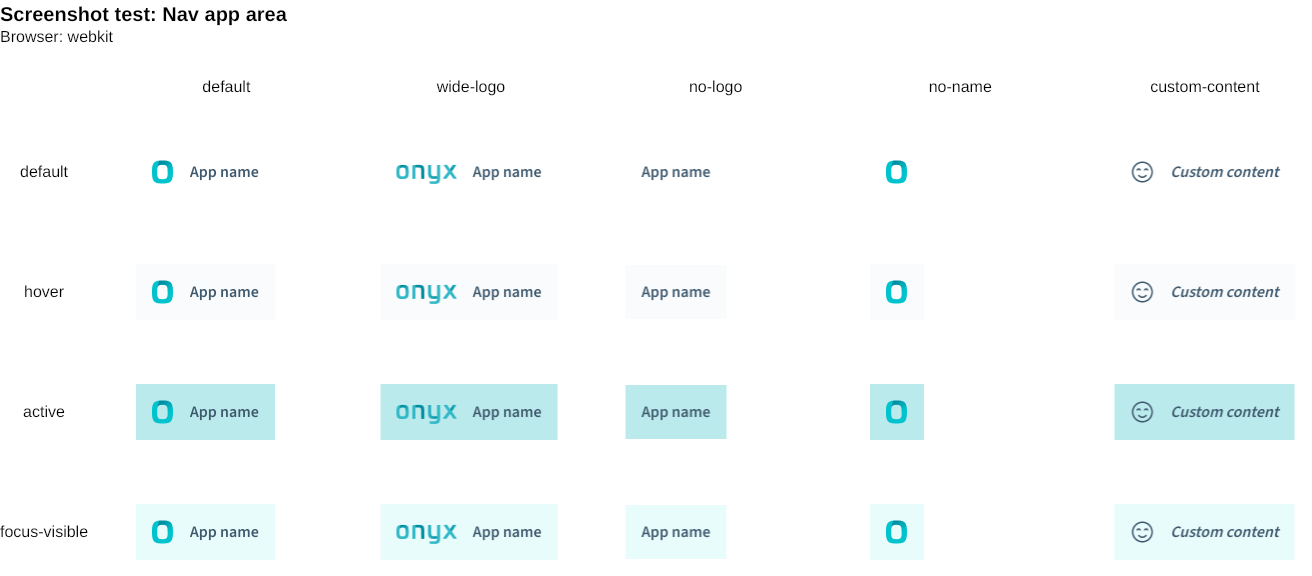 Screenshot test: Nav app area
Browser: webkit
default wide-logo no-logo no-name custom-content
default App name onyx App name App name Custom content
hover App name onyx App name App name Custom content
active App name onyx App name App name Custom content
focus-visible App name onyx App name App name Custom content